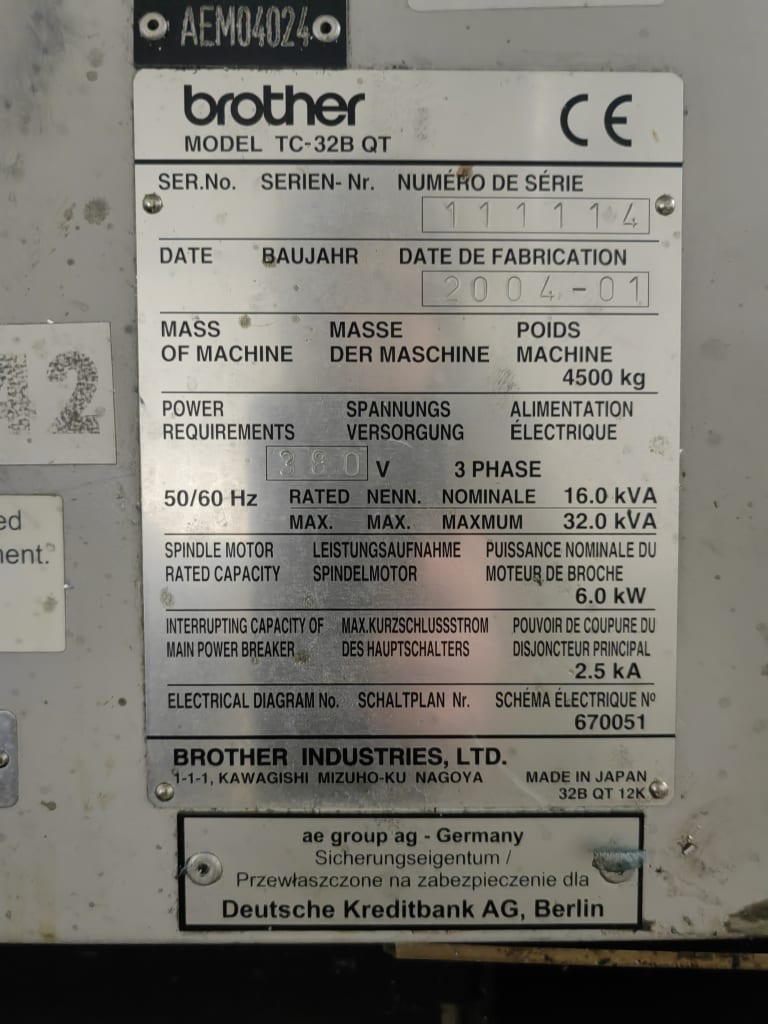 AEM04024
brother
CE
MODEL TC-32B QT
SER.No. SERIEN- Nr. NUMÉRO DE SÉRIE
111114
DATE BAUJAHR DATE DE FABRICATION
2004-01
MASS MASSE POIDS
OF MACHINE DER MASCHINE MACHINE
4500 kg
POWER SPANNUNGS ALIMENTATION
REQUIREMENTS VERSORGUNG ÉLECTRIQUE
380 V 3 PHASE
50/60 Hz RATED NENN. NOMINALE 16.0 kVA
MAX. MAX. MAXMUM 32.0 kVA
SPINDLE MOTOR LEISTUNGSAUFNAHME PUISSANCE NOMINALE DU
RATED CAPACITY SPINDELMOTOR MOTEUR DE BROCHE
6.0 kW
INTERRUPTING CAPACITY OF MAX.KURZSCHLUSSSTROM POUVOIR DE COUPURE DU
MAIN POWER BREAKER DES HAUPTSCHALTERS DISJONCTEUR PRINCIPAL
2.5 kA
ELECTRICAL DIAGRAM No. SCHALTPLAN Nr. SCHÉMA ÉLECTRIQUE Nº
670051
BROTHER INDUSTRIES, LTD.
1-1-1, KAWAGISHI MIZUHO-KU NAGOYA MADE IN JAPAN
32B QT 12K
ae group ag - Germany
Sicherungseigentum /
Przewłaszczone na zabezpieczenie dla
Deutsche Kreditbank AG, Berlin